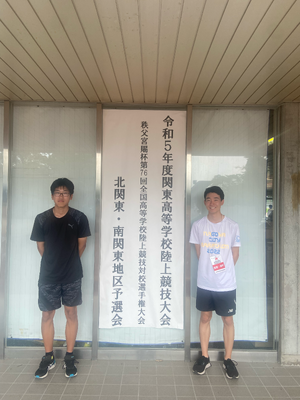 令和5年度関東高等学校陸上競技大会
秩父宮賜杯第76回全国高等学校陸上競技対校選手権大会
北関東・南関東地区予選会